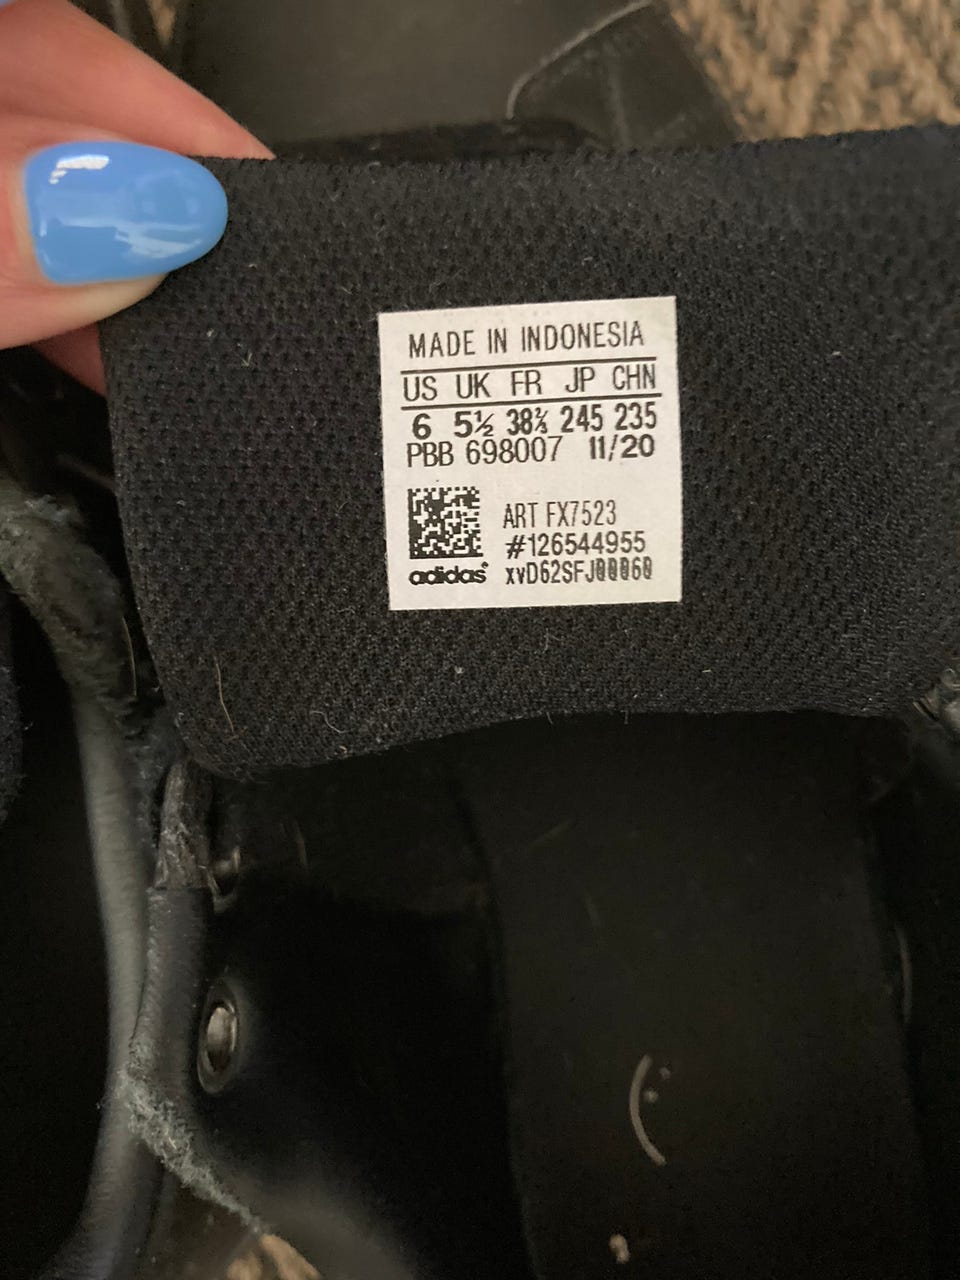 MADE IN INDONESIA
US UK FR JP CHN
6 5½ 38⅔ 245 235
PBB 698007 11/20
ART FX7523
#126544955
adidas xvD62SFJ00060